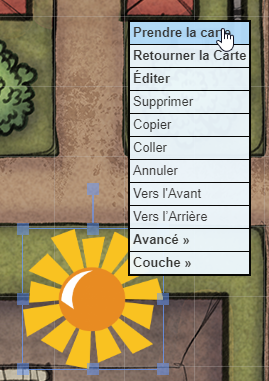 Prendre la carte
Retourner la Carte
Éditer
Supprimer
Copier
Coller
Annuler
Vers l'Avant
Vers l'Arrière
Avancé »
Couche »